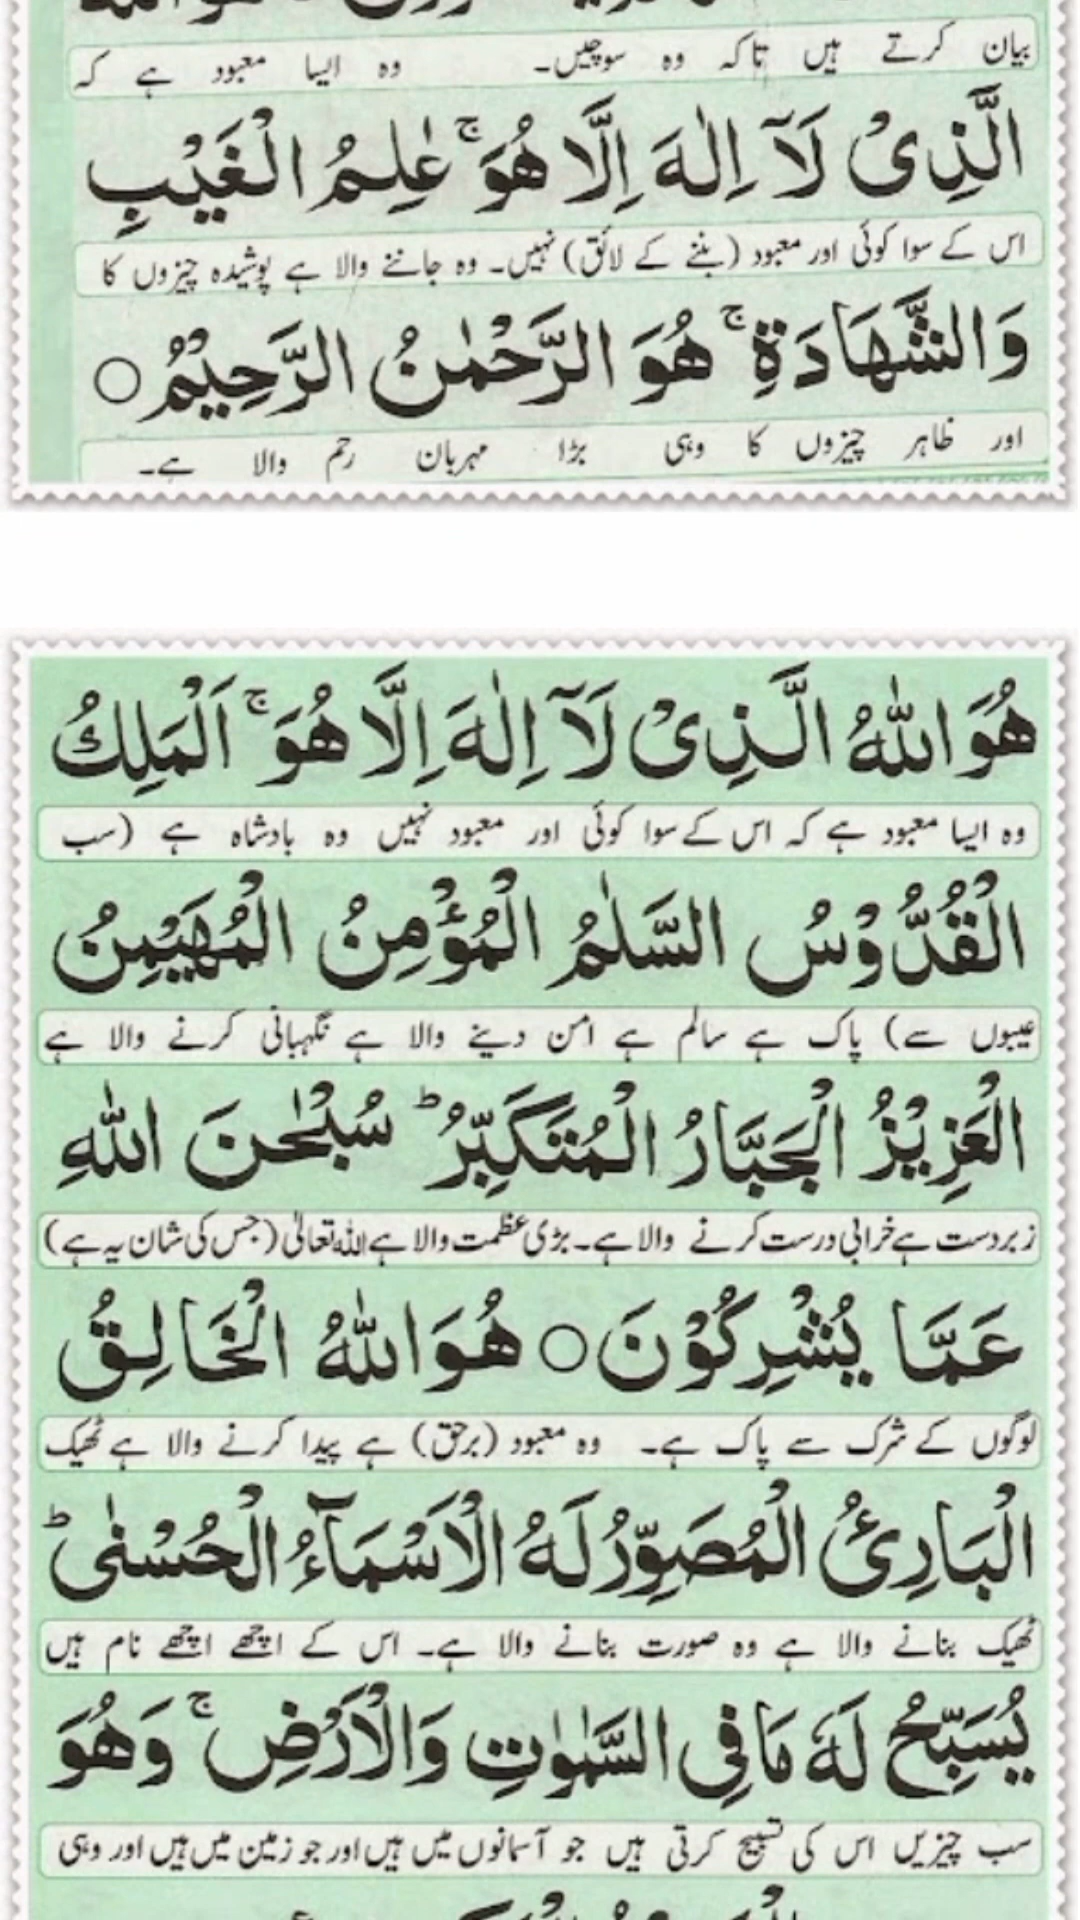 بیان کرتے ہیں تاکہ وہ سوچیں۔ وہ ایسا معبود ہے کہ
الَّذِیْ لَاۤ اِلٰهَ اِلَّا هُوَ ۚ عٰلِمُ الْغَیْبِ
اس کے سوا کوئی اور معبود (بننے کے لائق) نہیں۔ وہ جاننے والا ہے پوشیدہ چیزوں کا
وَالشَّهَادَةِ ۚ هُوَ الرَّحْمٰنُ الرَّحِیْمُ ○
اور ظاہر چیزوں کا وہی بڑا مہربان رحم والا ہے۔
هُوَ اللّٰهُ الَّذِیْ لَاۤ اِلٰهَ اِلَّا هُوَ ۚ اَلْمَلِكُ
وہ ایسا معبود ہے کہ اس کے سوا کوئی اور معبود نہیں وہ بادشاہ ہے (سب
الْقُدُّوْسُ السَّلٰمُ الْمُؤْمِنُ الْمُهَیْمِنُ
عیبوں سے) پاک ہے سالم ہے امن دینے والا ہے نگہبانی کرنے والا ہے
الْعَزِیْزُ الْجَبَّارُ الْمُتَكَبِّرُ ؕ سُبْحٰنَ اللّٰهِ
زبردست ہے خرابی درست کرنے والا ہے۔ بڑی عظمت والا ہے اللہ تعالیٰ (جس کی شان یہ ہے)
عَمَّا یُشْرِكُوْنَ ○ هُوَ اللّٰهُ الْخَالِقُ
لوگوں کے شرک سے پاک ہے۔ وہ معبود (برحق) ہے پیدا کرنے والا ہے ٹھیک
الْبَارِئُ الْمُصَوِّرُ لَهُ الْاَسْمَآءُ الْحُسْنٰی ؕ
ٹھیک بنانے والا ہے وہ صورت بنانے والا ہے۔ اس کے اچھے اچھے نام ہیں
یُسَبِّحُ لَهٗ مَا فِی السَّمٰوٰتِ وَالْاَرْضِ ۚ وَهُوَ
سب چیزیں اس کی تسبیح کرتی ہیں جو آسمانوں میں ہیں اور جو زمین میں ہیں اور وہی